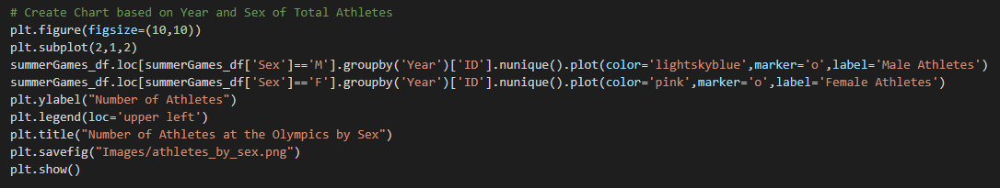 # Create Chart based on Year and Sex of Total Athletes
plt.figure(figsize=(10,10))
plt.subplot(2,1,2)
summerGames_df.loc[summerGames_df['Sex']=='M'].groupby('Year')['ID'].nunique().plot(color='lightskyblue',marker='o',label='Male Athletes')
summerGames_df.loc[summerGames_df['Sex']=='F'].groupby('Year')['ID'].nunique().plot(color='pink',marker='o',label='Female Athletes')
plt.ylabel("Number of Athletes")
plt.legend(loc='upper left')
plt.title("Number of Athletes at the Olympics by Sex")
plt.savefig("Images/athletes_by_sex.png")
plt.show()